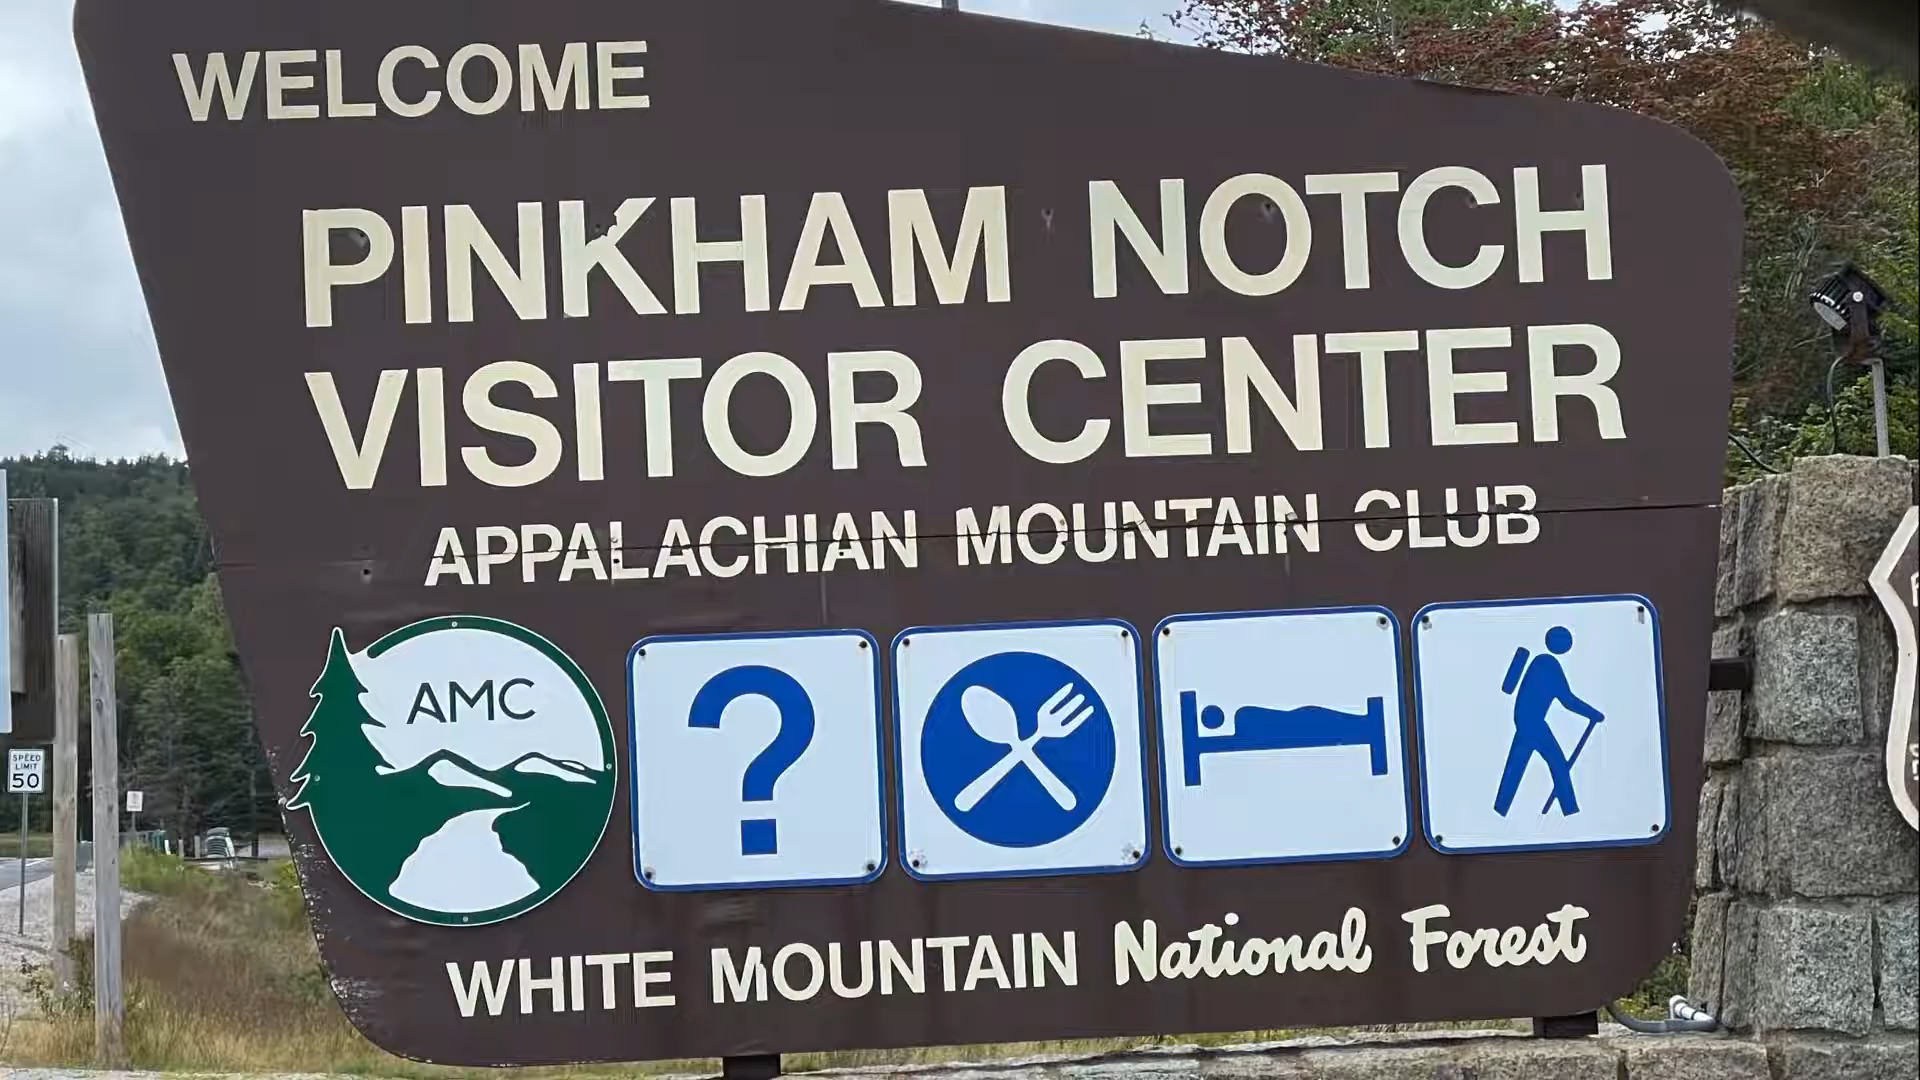 WELCOME
PINKHAM NOTCH
VISITOR CENTER
APPALACHIAN MOUNTAIN CLUB
AMC
?
WHITE MOUNTAIN National Forest
SPEED
LIMIT
50